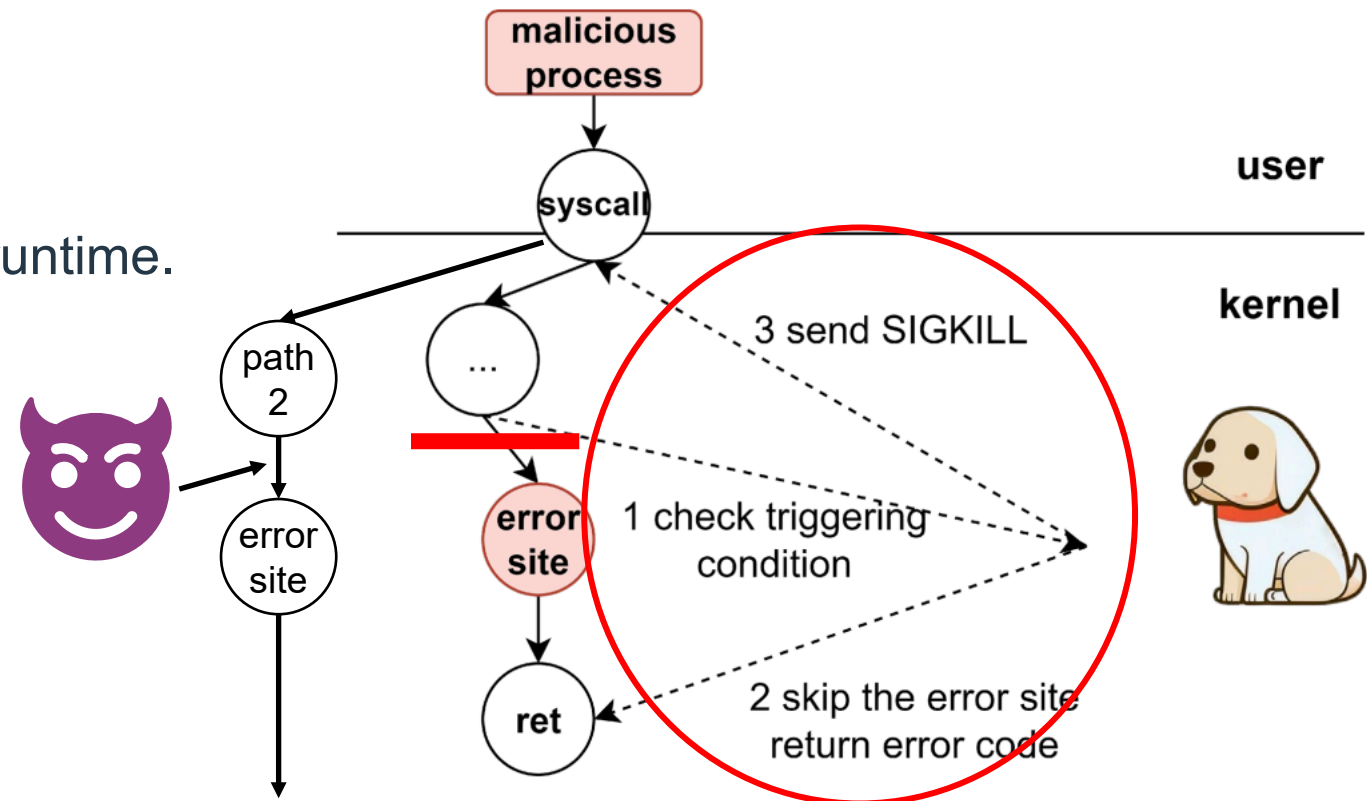 malicious
process
user
syscall
untime.
kernel
3 send SIGKILL
path
2
...
error
site
1 check triggering
condition
error
site
2 skip the error site
return error code
ret